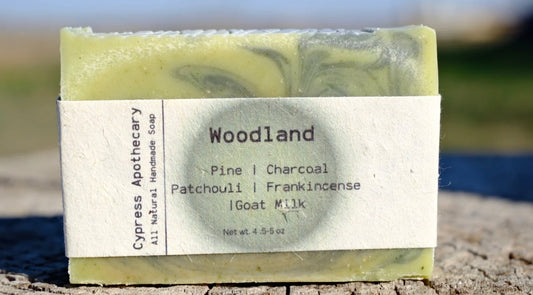 Cypress Apothecary
All Natural Handmade Soap
Woodland
Pine | Charcoal
Patchouli | Frankincense
|Goat Milk
Net wt. 4.5-5 oz